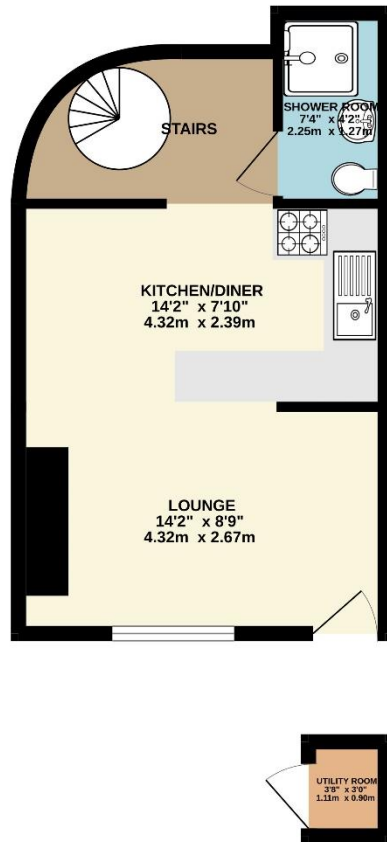 SHOWER ROOM
7'4" x 4'2"
2.25m x 1.27m
STAIRS
KITCHEN/DINER
14'2" x 7'10"
4.32m x 2.39m
LOUNGE
14'2" x 8'9"
4.32m x 2.67m
UTILITY ROOM
3'8" x 3'0"
1.11m x 0.90m